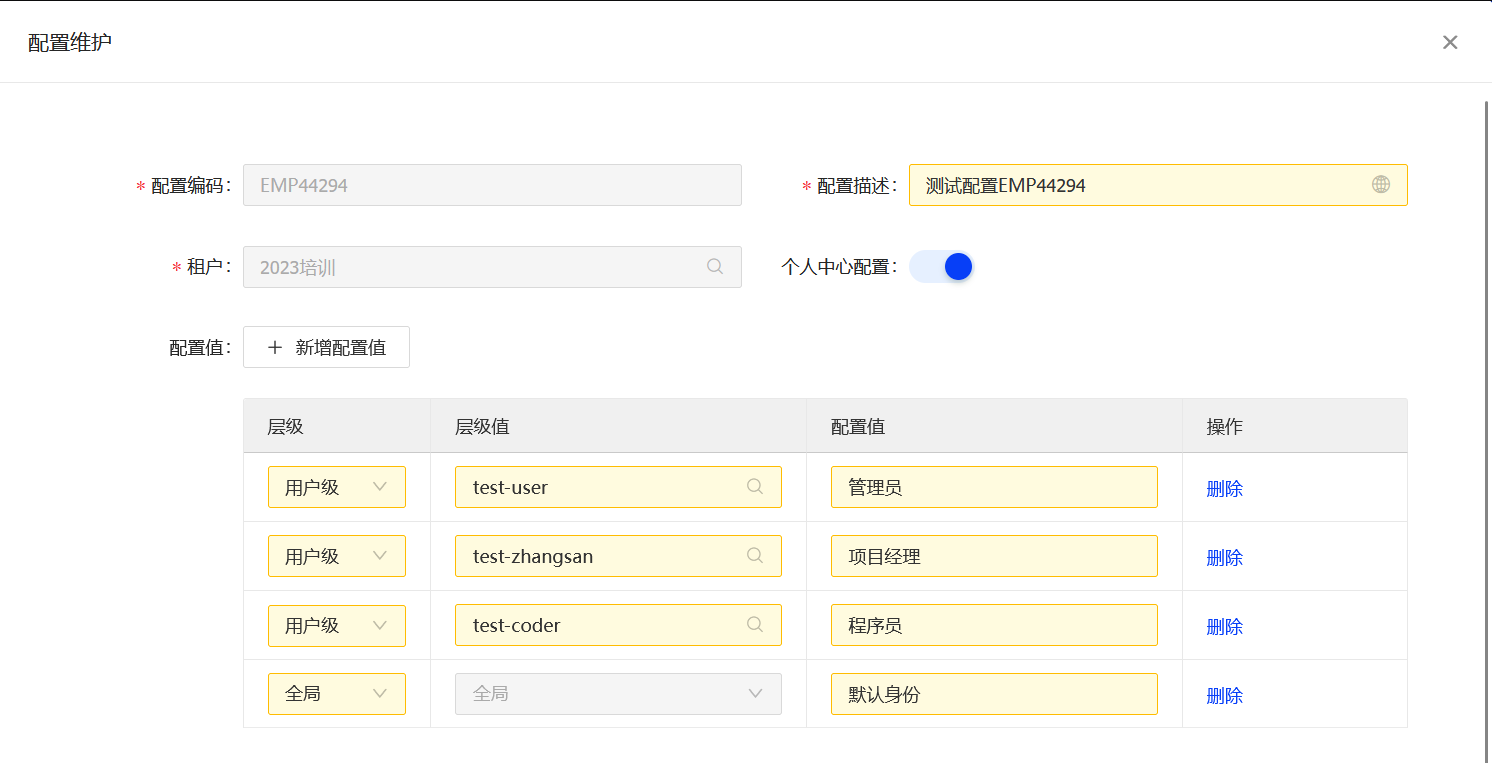 配置维护
* 配置编码: EMP44294 * 配置描述: 测试配置EMP44294
* 租户: 2023培训 个人中心配置:
配置值: + 新增配置值
层级 层级值 配置值 操作
用户级 test-user 管理员 删除
用户级 test-zhangsan 项目经理 删除
用户级 test-coder 程序员 删除
全局 全局 默认身份 删除